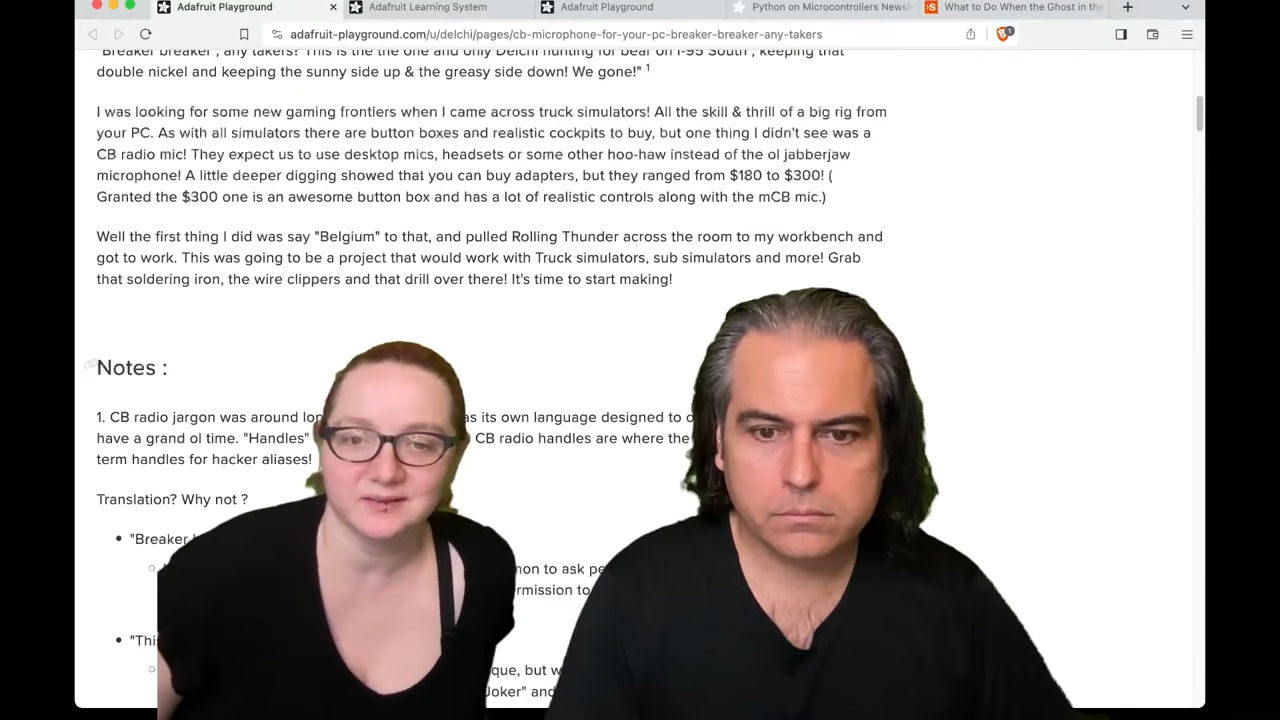 Adafruit Playground
Adafruit Learning System
Adafruit Playground
Python on Microcontrollers Newsl
What to Do When the Ghost in the
adafruit-playground.com/u/delchi/pages/cb-microphone-for-your-pc-breaker-breaker-any-takers
"Breaker breaker , any takers? This is the the one and only Delchi hunting for bear on I-95 South , keeping that
double nickel and keeping the sunny side up & the greasy side down! We gone!" 1
I was looking for some new gaming frontiers when I came across truck simulators! All the skill & thrill of a big rig from
your PC. As with all simulators there are button boxes and realistic cockpits to buy, but one thing I didn't see was a
CB radio mic! They expect us to use desktop mics, headsets or some other hoo-haw instead of the ol jabberjaw
microphone! A little deeper digging showed that you can buy adapters, but they ranged from $180 to $300! (
Granted the $300 one is an awesome button box and has a lot of realistic controls along with the mCB mic.)
Well the first thing I did was say "Belgium" to that, and pulled Rolling Thunder across the room to my workbench and
got to work. This was going to be a project that would work with Truck simulators, sub simulators and more! Grab
that soldering iron, the wire clippers and that drill over there! It's time to start making!
Notes :
1. CB radio jargon was around lon as its own language designed to o
have a grand ol time. "Handles" CB radio handles are where the
term handles for hacker aliases!
Translation? Why not ?
"Breaker
mon to ask pe
rmission to
"This
que, but w
Joker" and